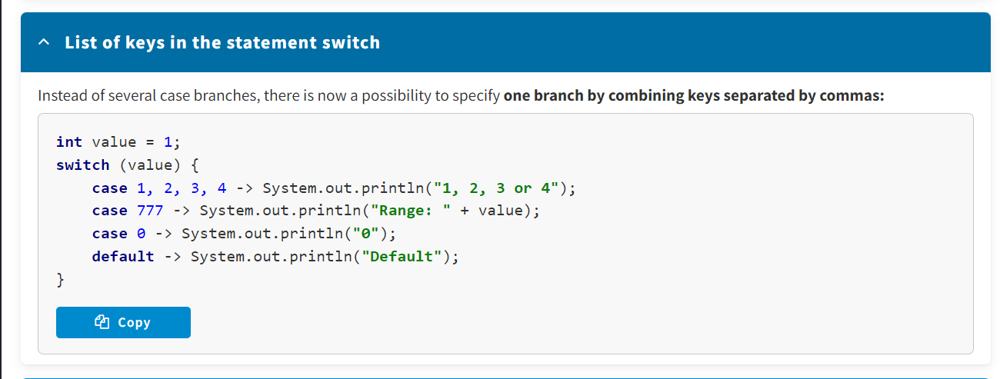 List of keys in the statement switch
Instead of several case branches, there is now a possibility to specify one branch by combining keys separated by commas:
int value = 1;
switch (value) {
    case 1, 2, 3, 4 -> System.out.println("1, 2, 3 or 4");
    case 777 -> System.out.println("Range: " + value);
    case 0 -> System.out.println("0");
    default -> System.out.println("Default");
}
Copy